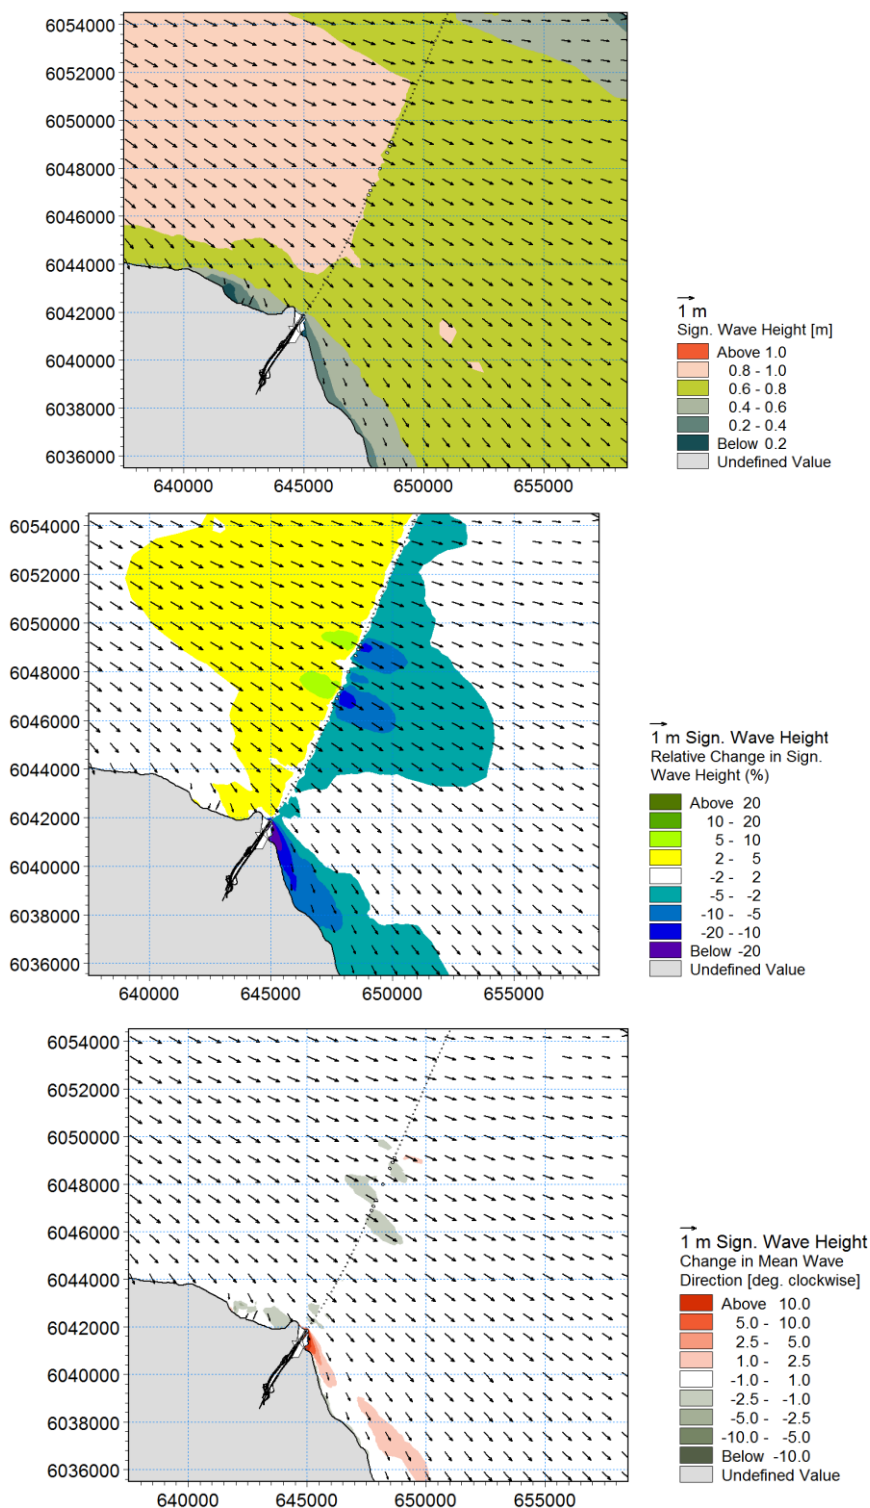 6054000
6052000
6050000
6048000
6046000
6044000
6042000
6040000
6038000
6036000
640000 645000 650000 655000
1 m
Sign. Wave Height [m]
Above 1.0
0.8 - 1.0
0.6 - 0.8
0.4 - 0.6
0.2 - 0.4
Below 0.2
Undefined Value
6054000
6052000
6050000
6048000
6046000
6044000
6042000
6040000
6038000
6036000
640000 645000 650000 655000
1 m Sign. Wave Height
Relative Change in Sign.
Wave Height (%)
Above 20
10 - 20
5 - 10
2 - 5
-2 - 2
-5 - -2
-10 - -5
-20 - -10
Below -20
Undefined Value
6054000
6052000
6050000
6048000
6046000
6044000
6042000
6040000
6038000
6036000
640000 645000 650000 655000
1 m Sign. Wave Height
Change in Mean Wave
Direction [deg. clockwise]
Above 10.0
5.0 - 10.0
2.5 - 5.0
1.0 - 2.5
-1.0 - 1.0
-2.5 - -1.0
-5.0 - -2.5
-10.0 - -5.0
Below -10.0
Undefined Value